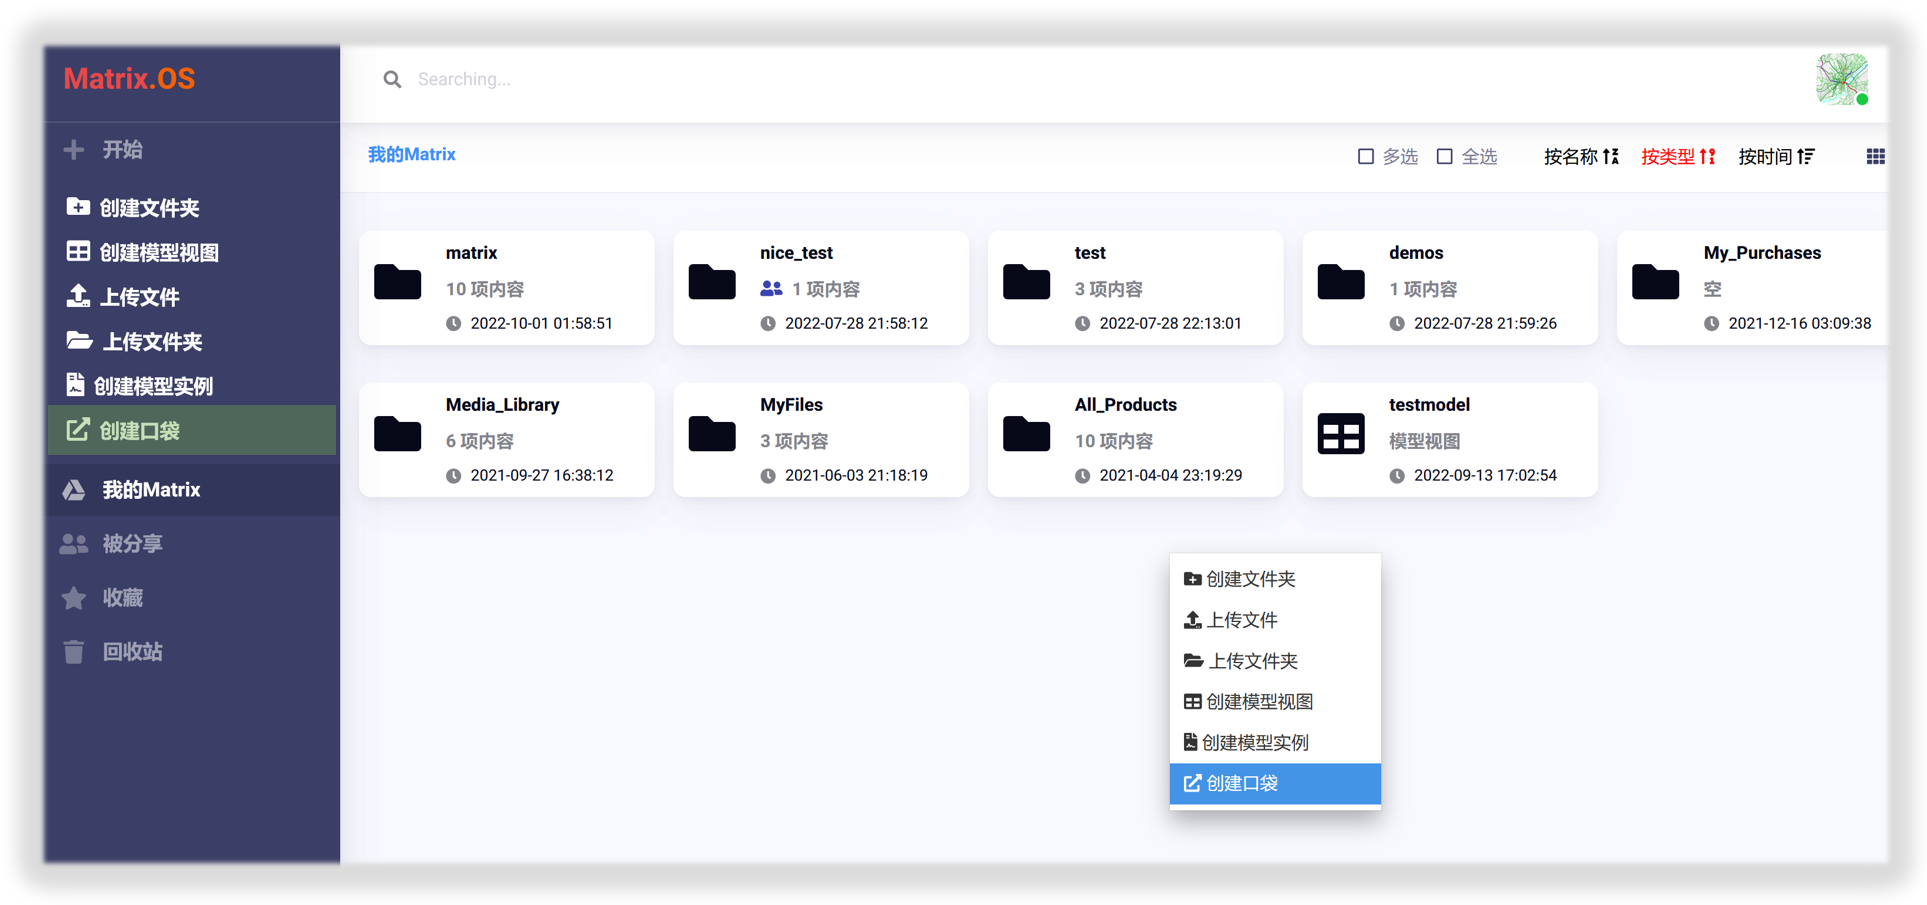 Matrix.OS
Searching...
开始
创建文件夹
创建模型视图
上传文件
上传文件夹
创建模型实例
创建口袋
我的Matrix
被分享
收藏
回收站
我的Matrix
多选 全选 按名称 按类型 按时间
matrix
10 项内容
2022-10-01 01:58:51
nice_test
1 项内容
2022-07-28 21:58:12
test
3 项内容
2022-07-28 22:13:01
demos
1 项内容
2022-07-28 21:59:26
My_Purchases
空
2021-12-16 03:09:38
Media_Library
6 项内容
2021-09-27 16:38:12
MyFiles
3 项内容
2021-06-03 21:18:19
All_Products
10 项内容
2021-04-04 23:19:29
testmodel
模型视图
2022-09-13 17:02:54
创建文件夹
上传文件
上传文件夹
创建模型视图
创建模型实例
创建口袋